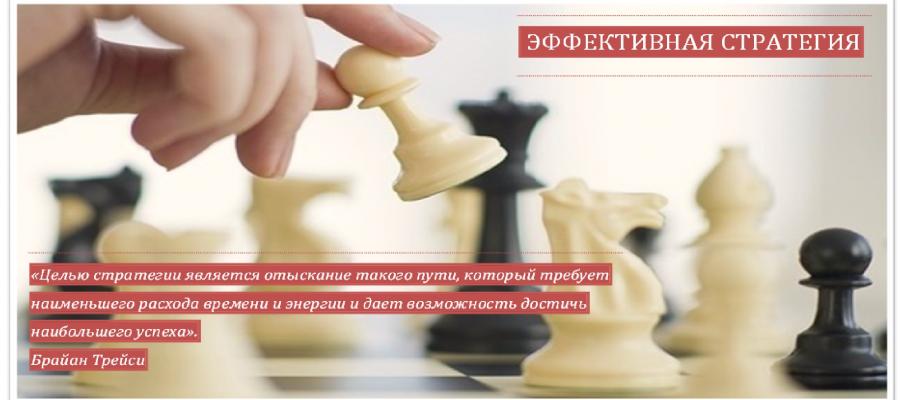 ЭФФЕКТИВНАЯ СТРАТЕГИЯ
«Целью стратегии является отыскание такого пути, который требует
наименьшего расхода времени и энергии и дает возможность достичь
наибольшего успеха».
Брайан Трейси